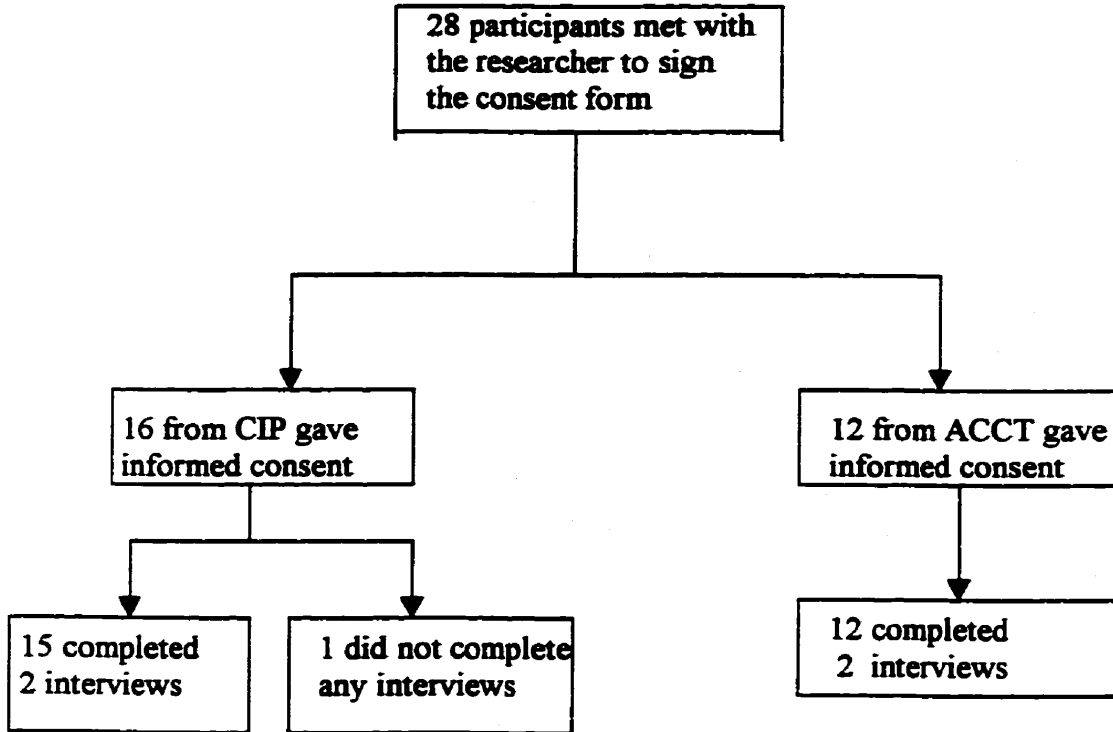 28 participants met with
the researcher to sign
the consent form
16 from CIP gave
informed consent
12 from ACCT gave
informed consent
15 completed
2 interviews
1 did not complete
any interviews
12 completed
2 interviews